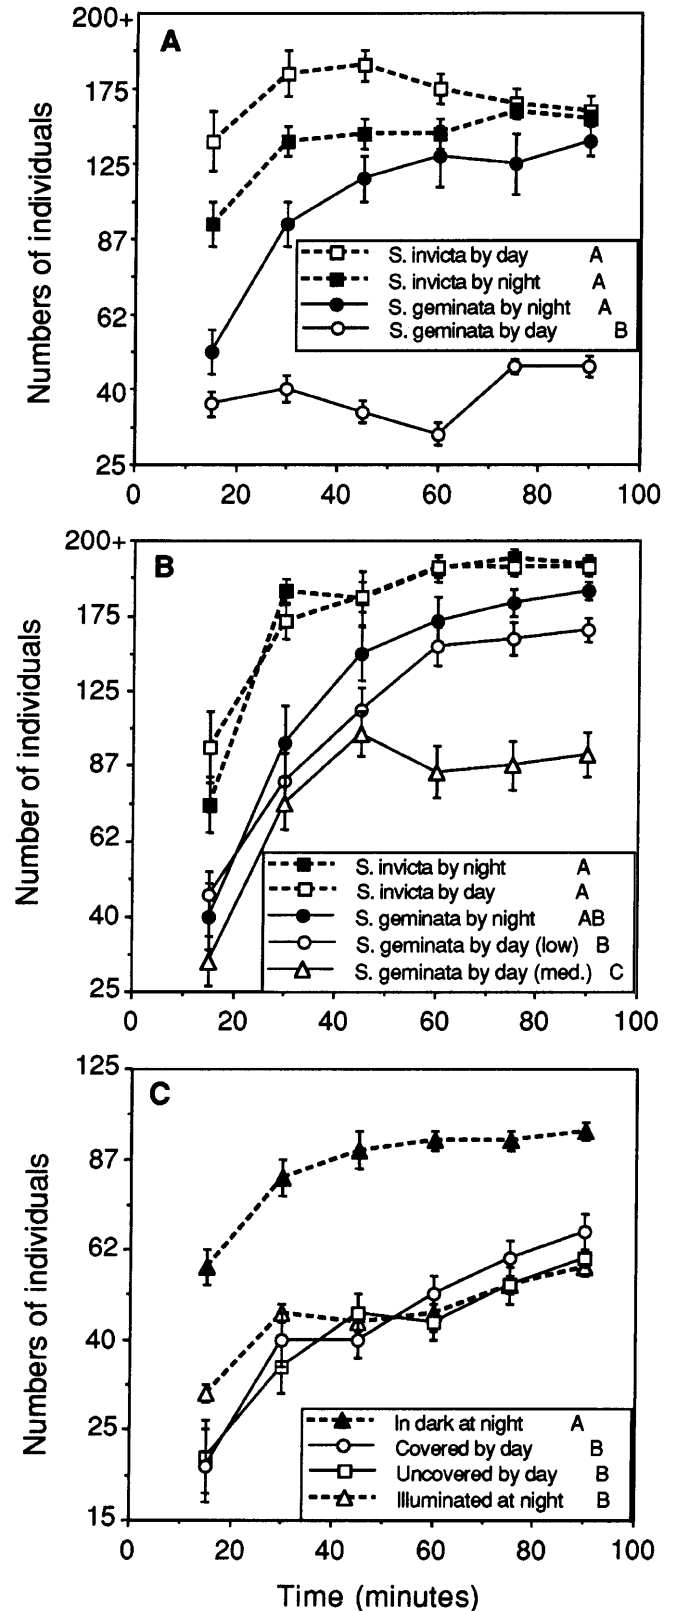 A
Numbers of individuals
200+
175
125
87
62
40
25
S. invicta by day A
S. invicta by night A
S. geminata by night A
S. geminata by day B
0 20 40 60 80 100
B
Number of individuals
200+
175
125
87
62
40
25
S. invicta by night A
S. invicta by day A
S. geminata by night AB
S. geminata by day (low) B
S. geminata by day (med.) C
0 20 40 60 80 100
C
Numbers of individuals
125
87
62
40
25
15
In dark at night A
Covered by day B
Uncovered by day B
Illuminated at night B
0 20 40 60 80 100
Time (minutes)